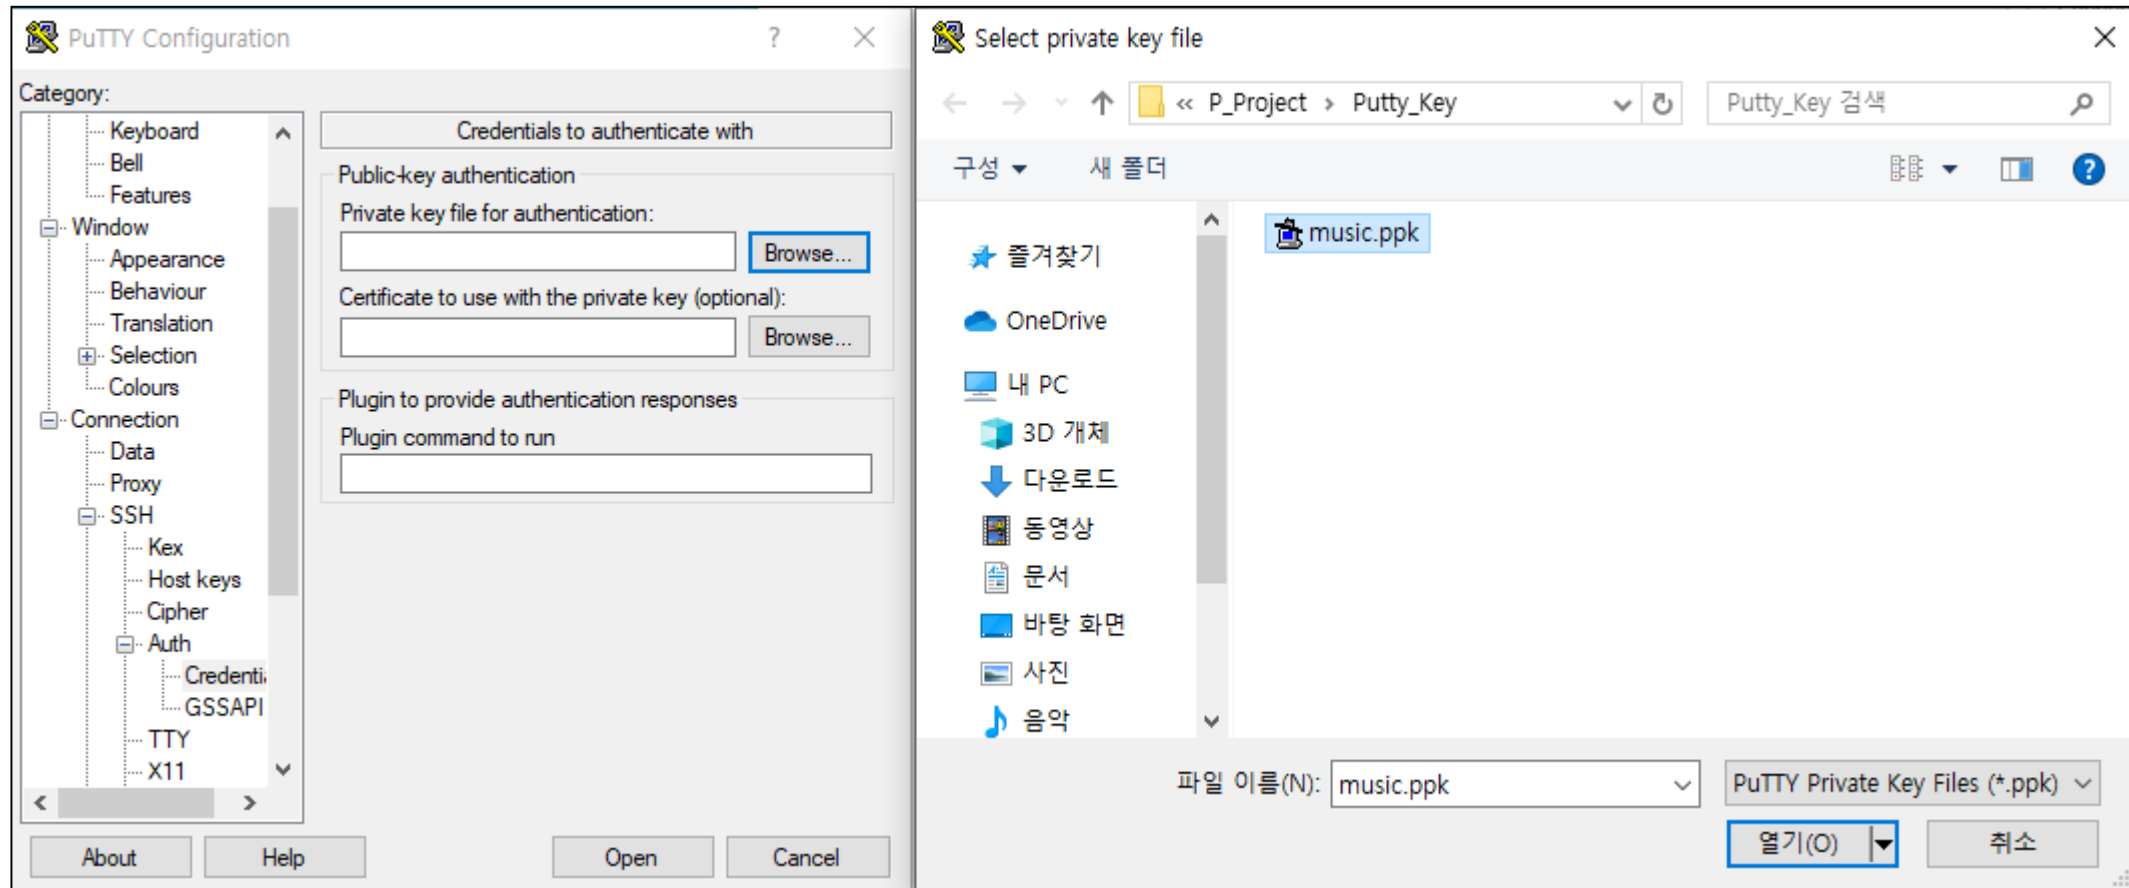 PuTTY Configuration
?
Category:
Keyboard
Bell
Features
Window
Appearance
Behaviour
Translation
Selection
Colours
Connection
Data
Proxy
SSH
Kex
Host keys
Cipher
Auth
Credenti
GSSAPI
TTY
X11
Credentials to authenticate with
Public-key authentication
Private key file for authentication:
Browse...
Certificate to use with the private key (optional):
Browse...
Plugin to provide authentication responses
Plugin command to run
About
Help
Open
Cancel
Select private key file
« P_Project › Putty_Key
Putty_Key 검색
구성
새 폴더
즐겨찾기
OneDrive
내 PC
3D 개체
다운로드
동영상
문서
바탕 화면
사진
음악
music.ppk
파일 이름(N):
music.ppk
PuTTY Private Key Files (*.ppk)
열기(O)
취소